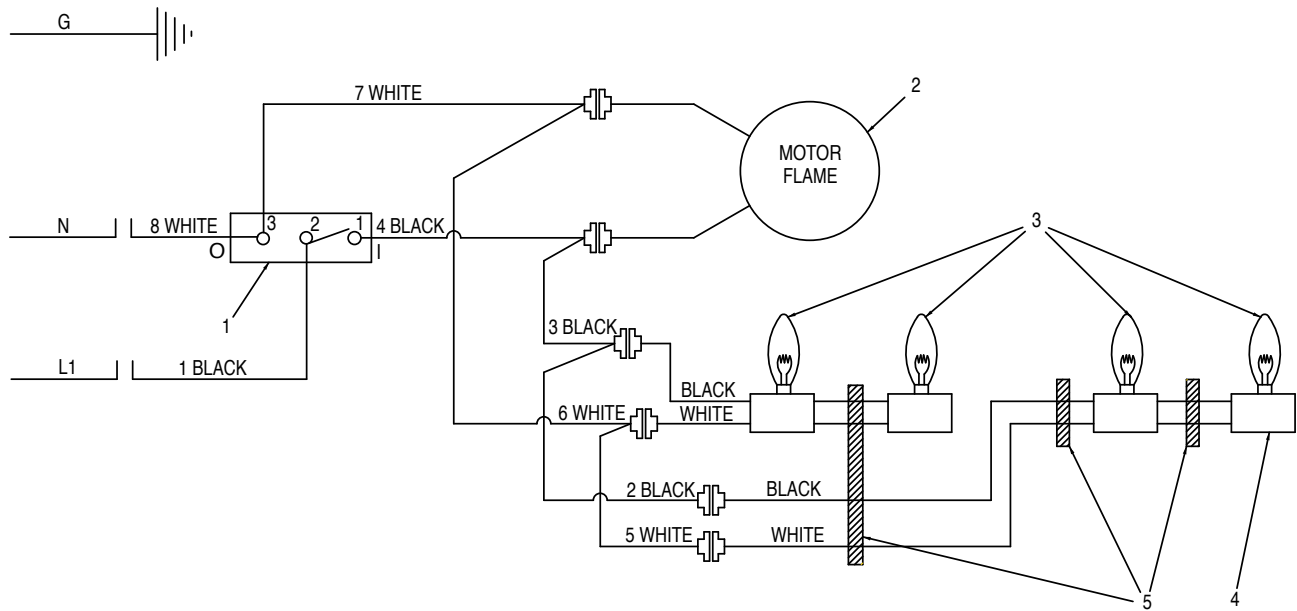 G
7 WHITE
2
MOTOR
FLAME
N
8 WHITE
3
2
1
4 BLACK
O
I
3
1
3 BLACK
L1
1 BLACK
BLACK
6 WHITE
WHITE
2 BLACK
BLACK
5 WHITE
WHITE
5
4